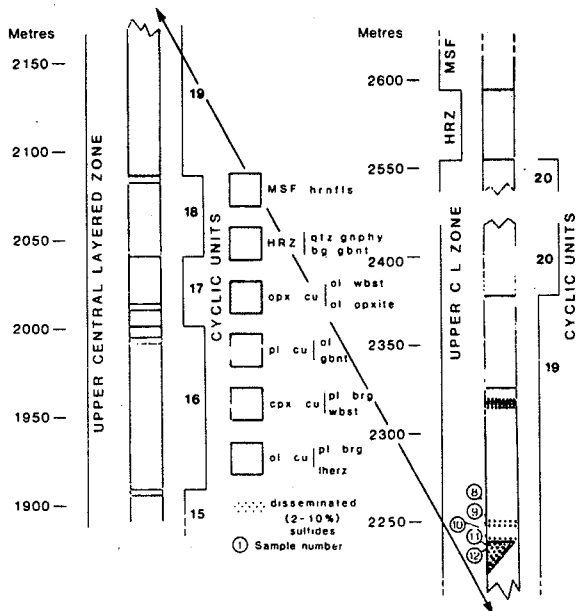 Metres
2150
2100
2050
2000
1950
1900
UPPER CENTRAL LAYERED ZONE
19
18
17
16
15
CYCLIC UNITS
MSF hrnfls
HRZ qtz gnphy
bg gbnt
opx cu ol wbst
ol opxite
pl cu ol
gbnt
cpx cu pl brg
wbst
ol cu pl brg
lherz
disseminated
(2-10%)
sulfides
1 Sample number
Metres
2600
2550
2400
2350
2300
2250
MSF
HRZ
UPPER C L ZONE
20
20
19
CYCLIC UNITS
8
9
10
11
12